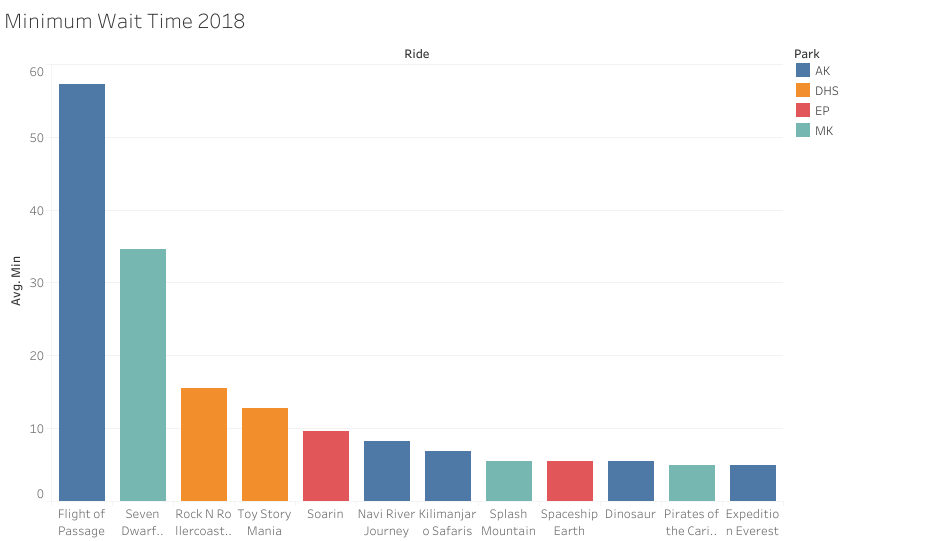 Minimum Wait Time 2018
Ride
Park
AK
DHS
EP
MK
Avg. Min
60
50
40
30
20
10
0
Flight of
Passage
Seven
Dwarf..
Rock N Ro
llercoast..
Toy Story
Mania
Soarin
Navi River
Journey
Kilimanjar
o Safaris
Splash
Mountain
Spaceship
Earth
Dinosaur
Pirates of
the Cari..
Expeditio
n Everest